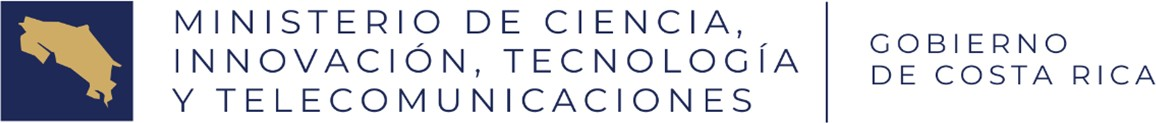 MINISTERIO DE CIENCIA,
INNOVACIÓN, TECNOLOGÍA
Y TELECOMUNICACIONES
GOBIERNO
DE COSTA RICA